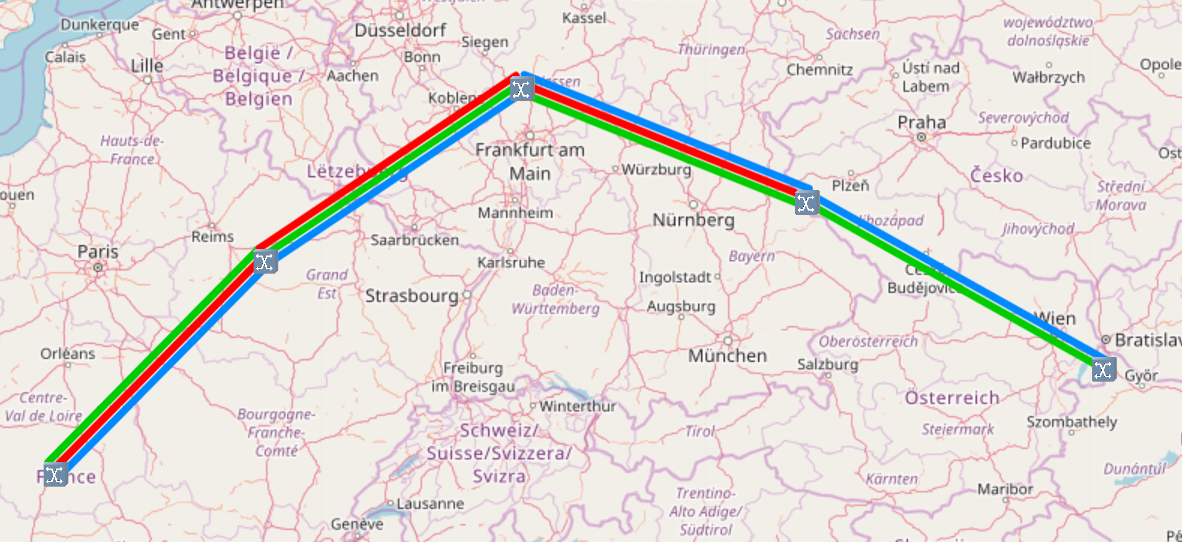 Antwerpen
Dunkerque
Gent
Calais
Lille
België /
Belgique /
Belgien
Düsseldorf
Kassel
Siegen
Bonn
Aachen
Koblenz
Thüringen
Sachsen
Chemnitz
województwo
dolnośląskie
Ústí nad
Labem
Wałbrzych
Opole
Praha
Severovýchod
Pardubice
Hauts-de-
France
Lëtzebuerg
Frankfurt am
Main
Würzburg
Plzeň
Česko
Střední
Morava
Mannheim
Nürnberg
Jihozápad
Jihovýchod
Reims
Paris
Saarbrücken
Karlsruhe
Bayern
Grand
Est
Strasbourg
Baden-
Württemberg
Ingolstadt
Augsburg
České
Budějovice
Wien
Bratislav
Orléans
München
Oberösterreich
Salzburg
Győr
Freiburg
im Breisgau
Centre-
Val de Loire
Bourgogne-
Franche-
Comté
Winterthur
Österreich
Steiermark
Szombathely
Schweiz/
Suisse/Svizzera/
Svizra
Tirol
France
Kärnten
Dunántúl
Maribor
Lausanne
Genève
Trentino-
Alto Adige/
Südtirol